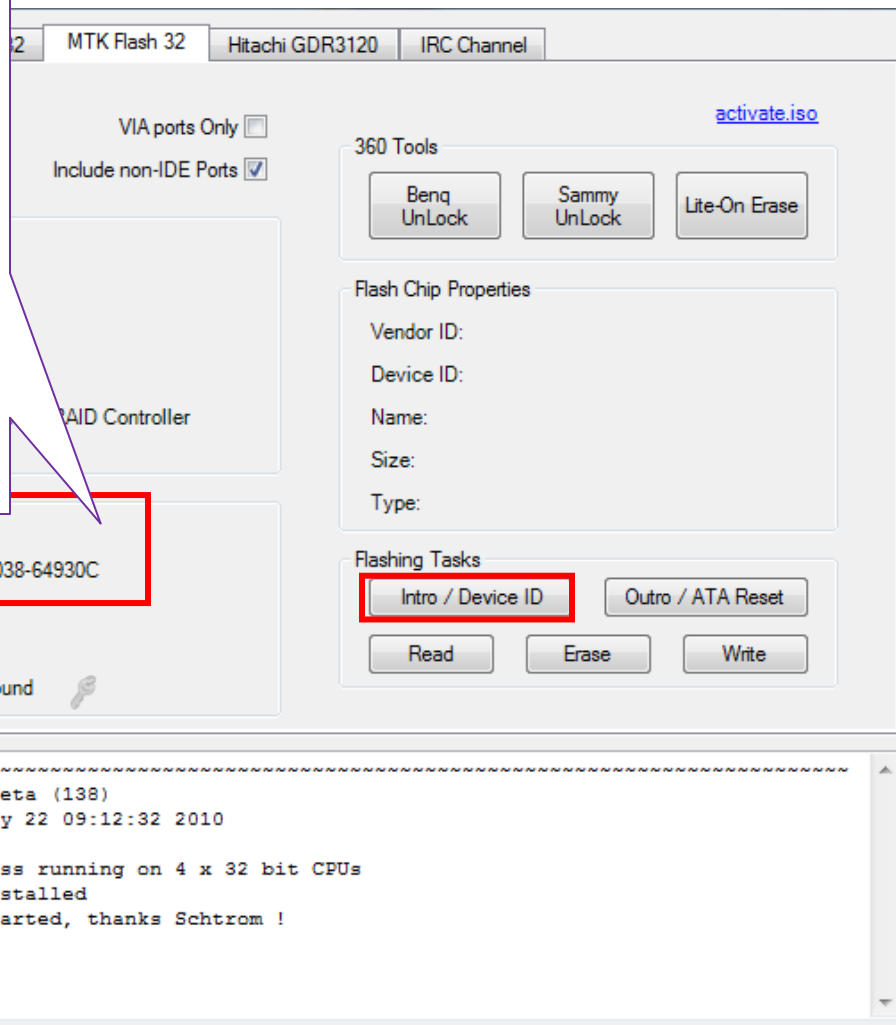 32 MTK Flash 32 Hitachi GDR3120 IRC Channel
activate.iso
VIA ports Only
Include non-IDE Ports
360 Tools
Benq
UnLock
Sammy
UnLock
Lite-On Erase
Flash Chip Properties
Vendor ID:
Device ID:
Name:
Size:
Type:
RAID Controller
038-64930C
ound
Flashing Tasks
Intro / Device ID
Outro / ATA Reset
Read
Erase
Write
~~~~~~~~~~~~~~~~~~~~~~~~~~~~~~~~~~~~~~~~~~~~~~~~~~~~~~~~~~~~~~~~~~~~
eta (138)
y 22 09:12:32 2010
ss running on 4 x 32 bit CPUs
stalled
arted, thanks Schtrom !